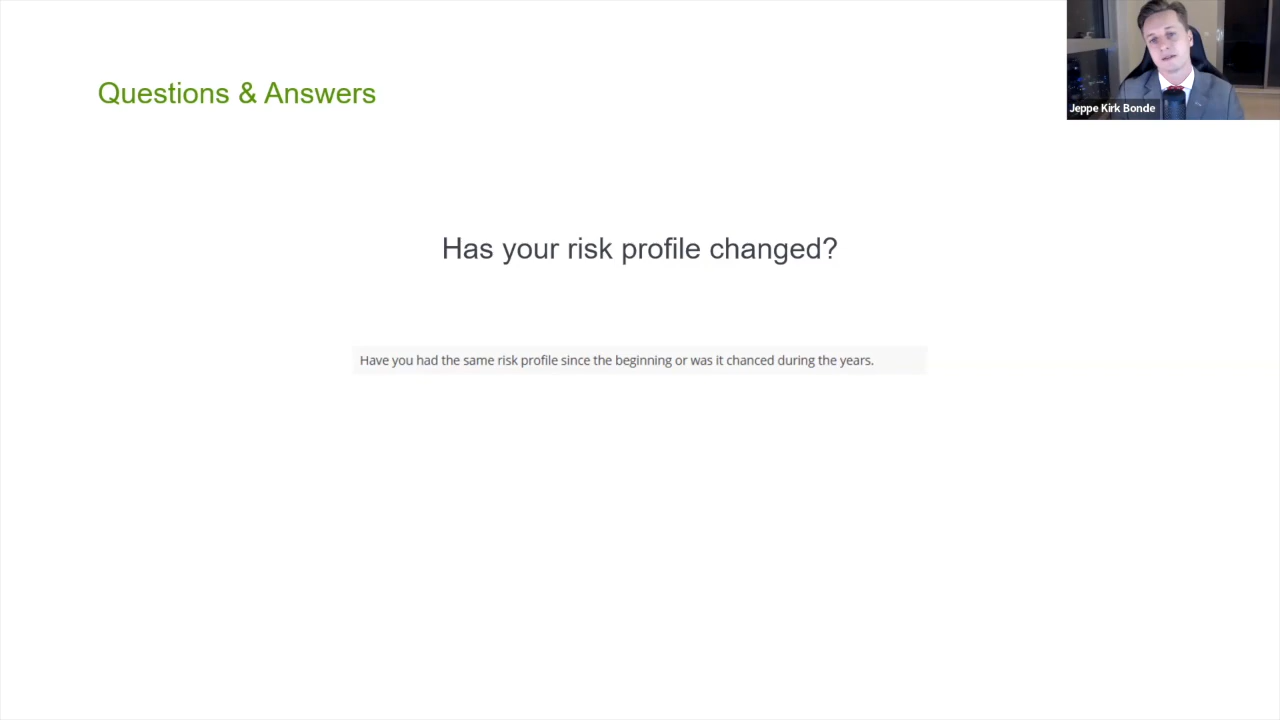 Questions & Answers
Jeppe Kirk Bonde
Has your risk profile changed?
Have you had the same risk profile since the beginning or was it chanced during the years.